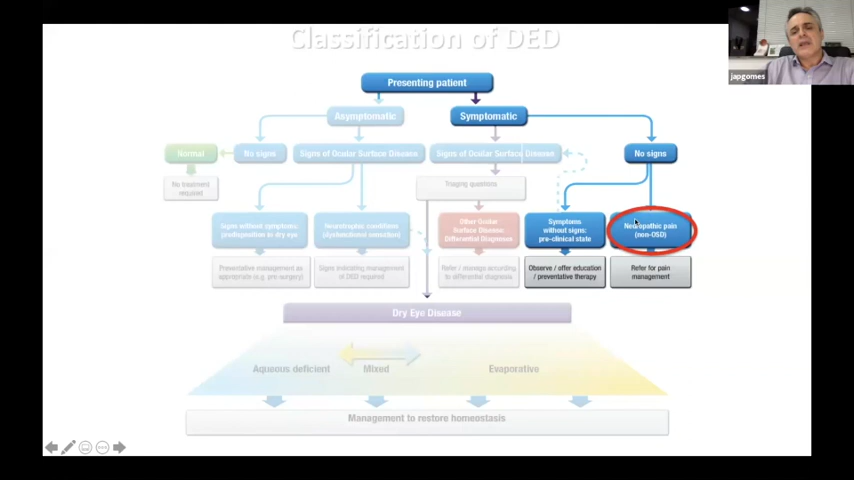 Classification of DED
japgomes
Presenting patient
Asymptomatic
Symptomatic
Normal
No signs
Signs of Ocular Surface Disease
Signs of Ocular Surface Disease
No signs
No treatment
required
Triaging questions
Signs without symptoms:
predisposition to dry eye
Neurotrophic conditions
(dysfunctional sensation)
Other Ocular
Surface Disease
Differential Diagnoses
Symptoms
without signs:
pre-clinical state
Neuropathic pain
(non-OSD)
Preventative management as
appropriate (e.g. pre-surgery)
Signs indicating management
of DED required
Refer / manage according
to differential diagnosis
Observe / offer education
/ preventative therapy
Refer for pain
management
Dry Eye Disease
Aqueous deficient
Mixed
Evaporative
Management to restore homeostasis